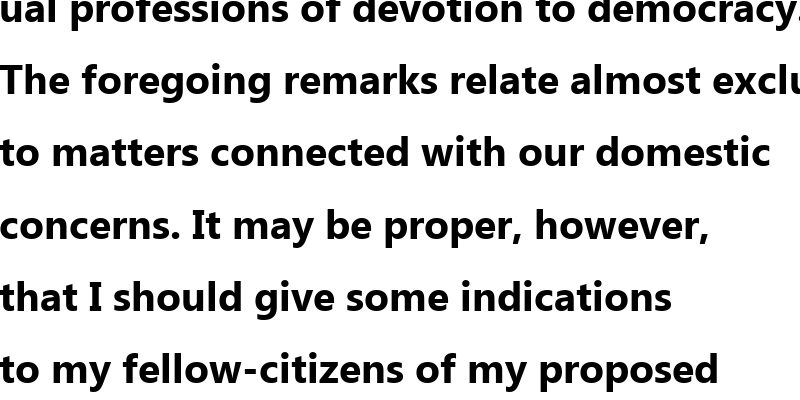 ual professions of devotion to democracy.
The foregoing remarks relate almost exclu
to matters connected with our domestic
concerns. It may be proper, however,
that I should give some indications
to my fellow-citizens of my proposed